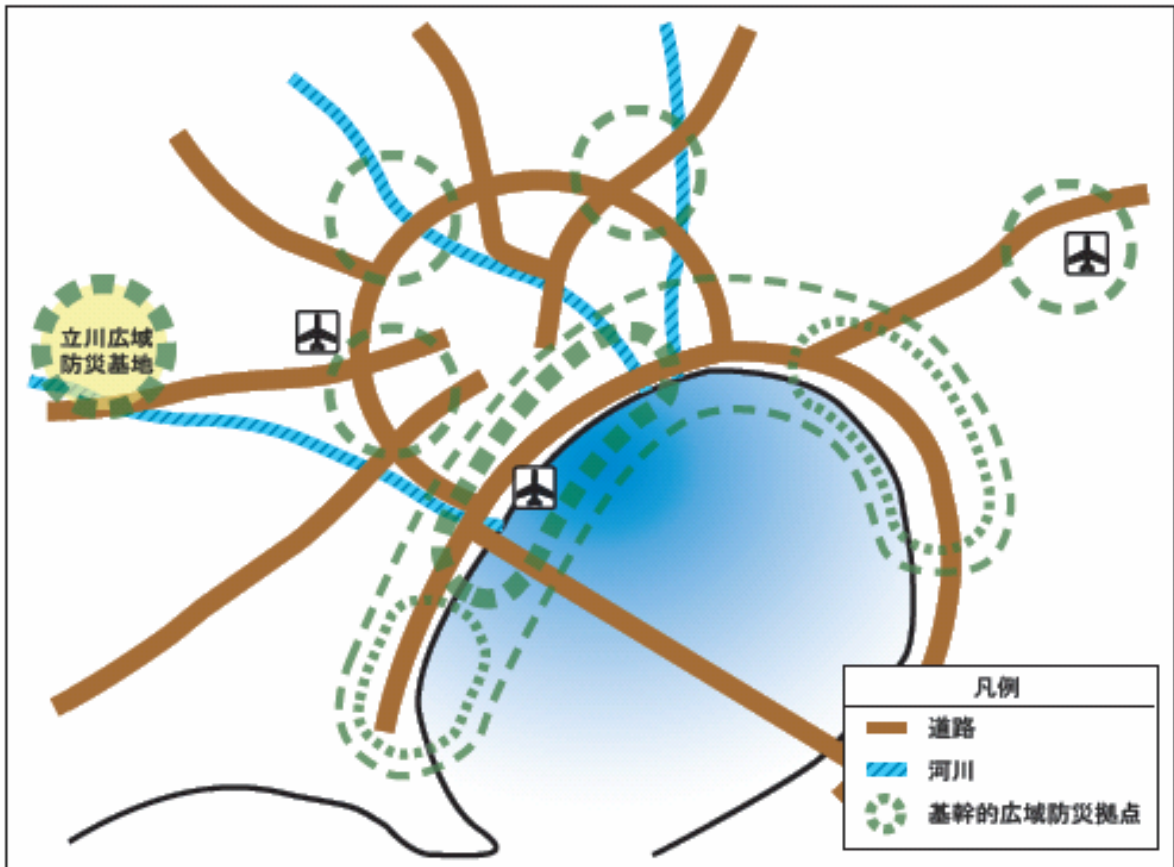 立川広域
防災基地
凡例
道路
河川
基幹的広域防災拠点